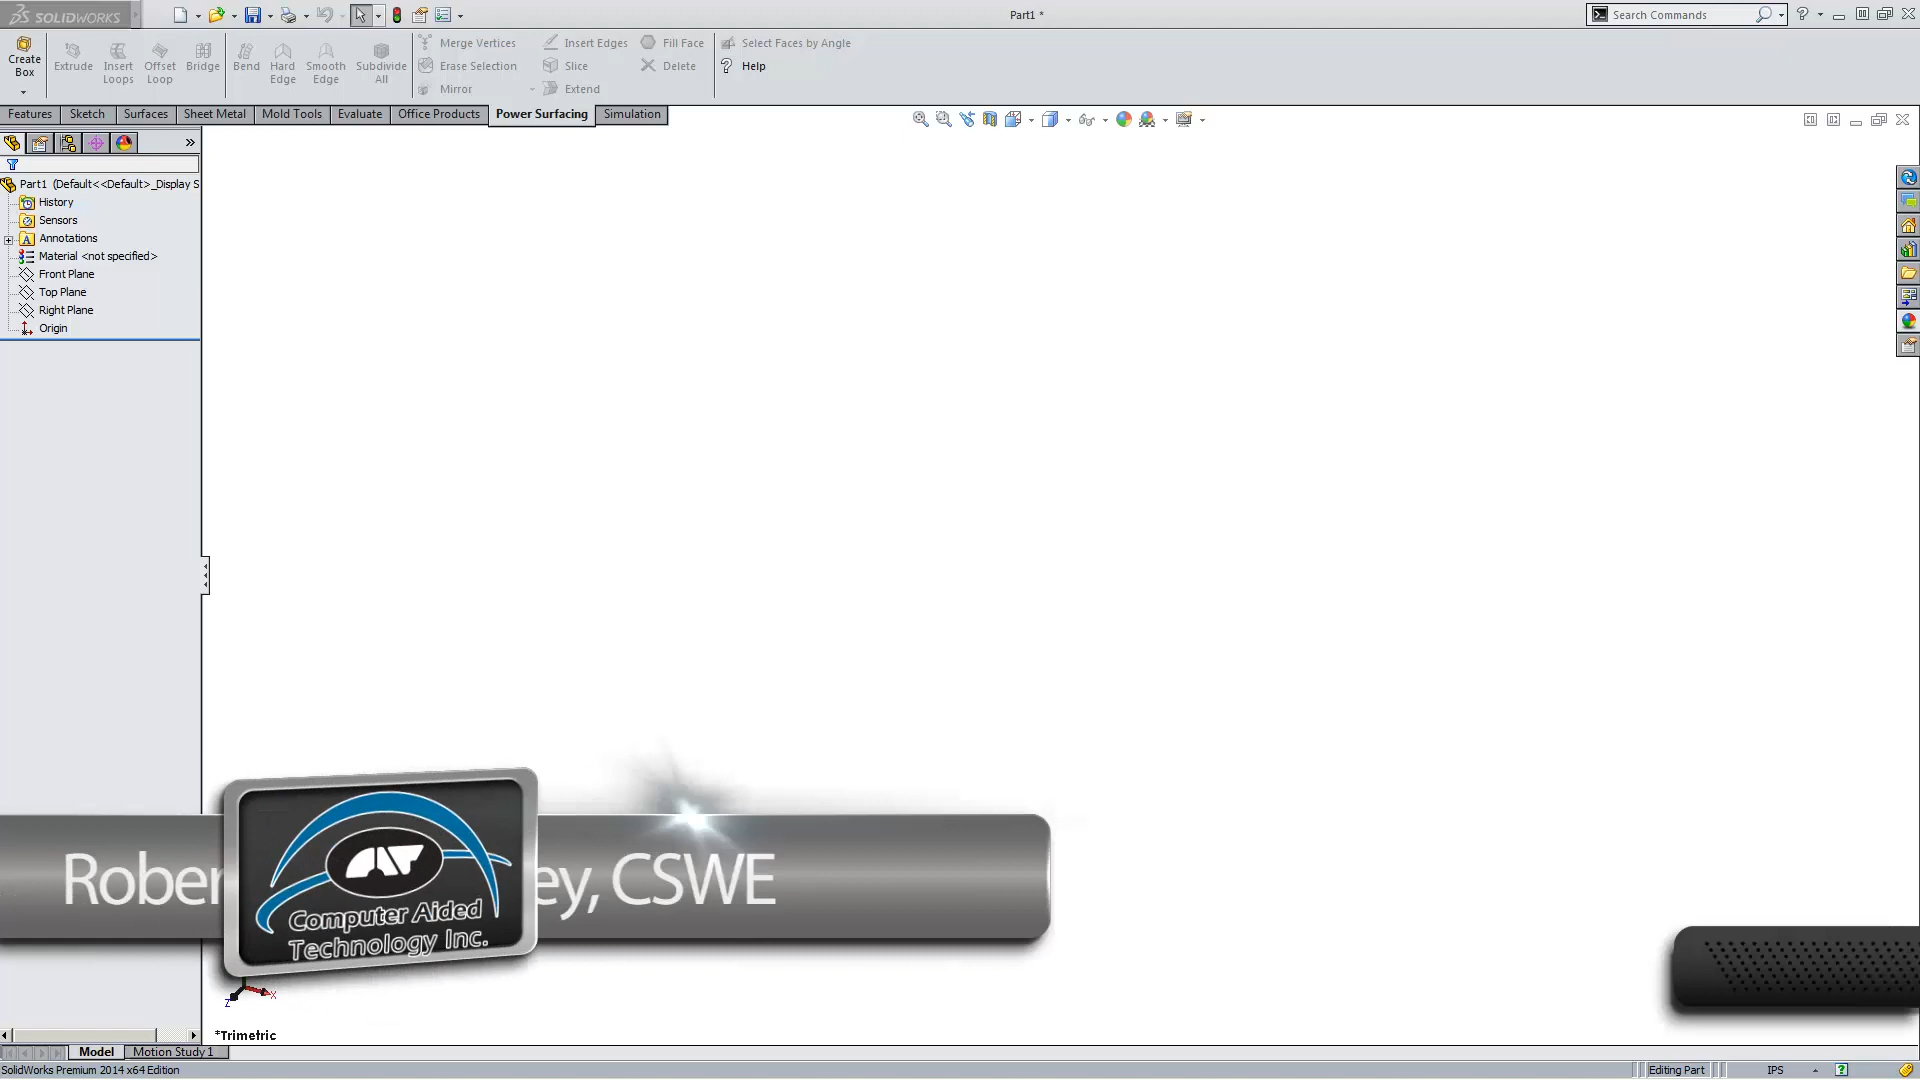 SOLIDWORKS
Part1 *
Search Commands
Create Box
Extrude
Insert Loops
Offset Loop
Bridge
Bend
Hard Edge
Smooth Edge
Subdivide All
Merge Vertices
Erase Selection
Mirror
Insert Edges
Slice
Extend
Fill Face
Delete
Select Faces by Angle
? Help
Features
Sketch
Surfaces
Sheet Metal
Mold Tools
Evaluate
Office Products
Power Surfacing
Simulation
Part1 (Default<<Default>_Display S
History
Sensors
Annotations
Material <not specified>
Front Plane
Top Plane
Right Plane
Origin
ey, CSWE
Computer Aided
Technology Inc.
Z
X
*Trimetric
Model
Motion Study 1
SolidWorks Premium 2014 x64 Edition
Editing Part
IPS